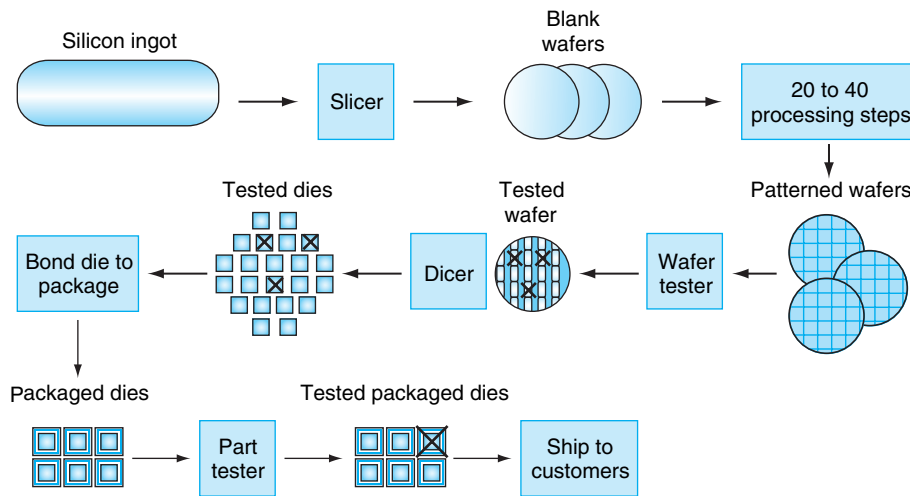 Silicon ingot
Slicer
Blank
wafers
20 to 40
processing steps
Patterned wafers
Wafer
tester
Tested
wafer
Dicer
Tested dies
Bond die to
package
Packaged dies
Part
tester
Tested packaged dies
Ship to
customers